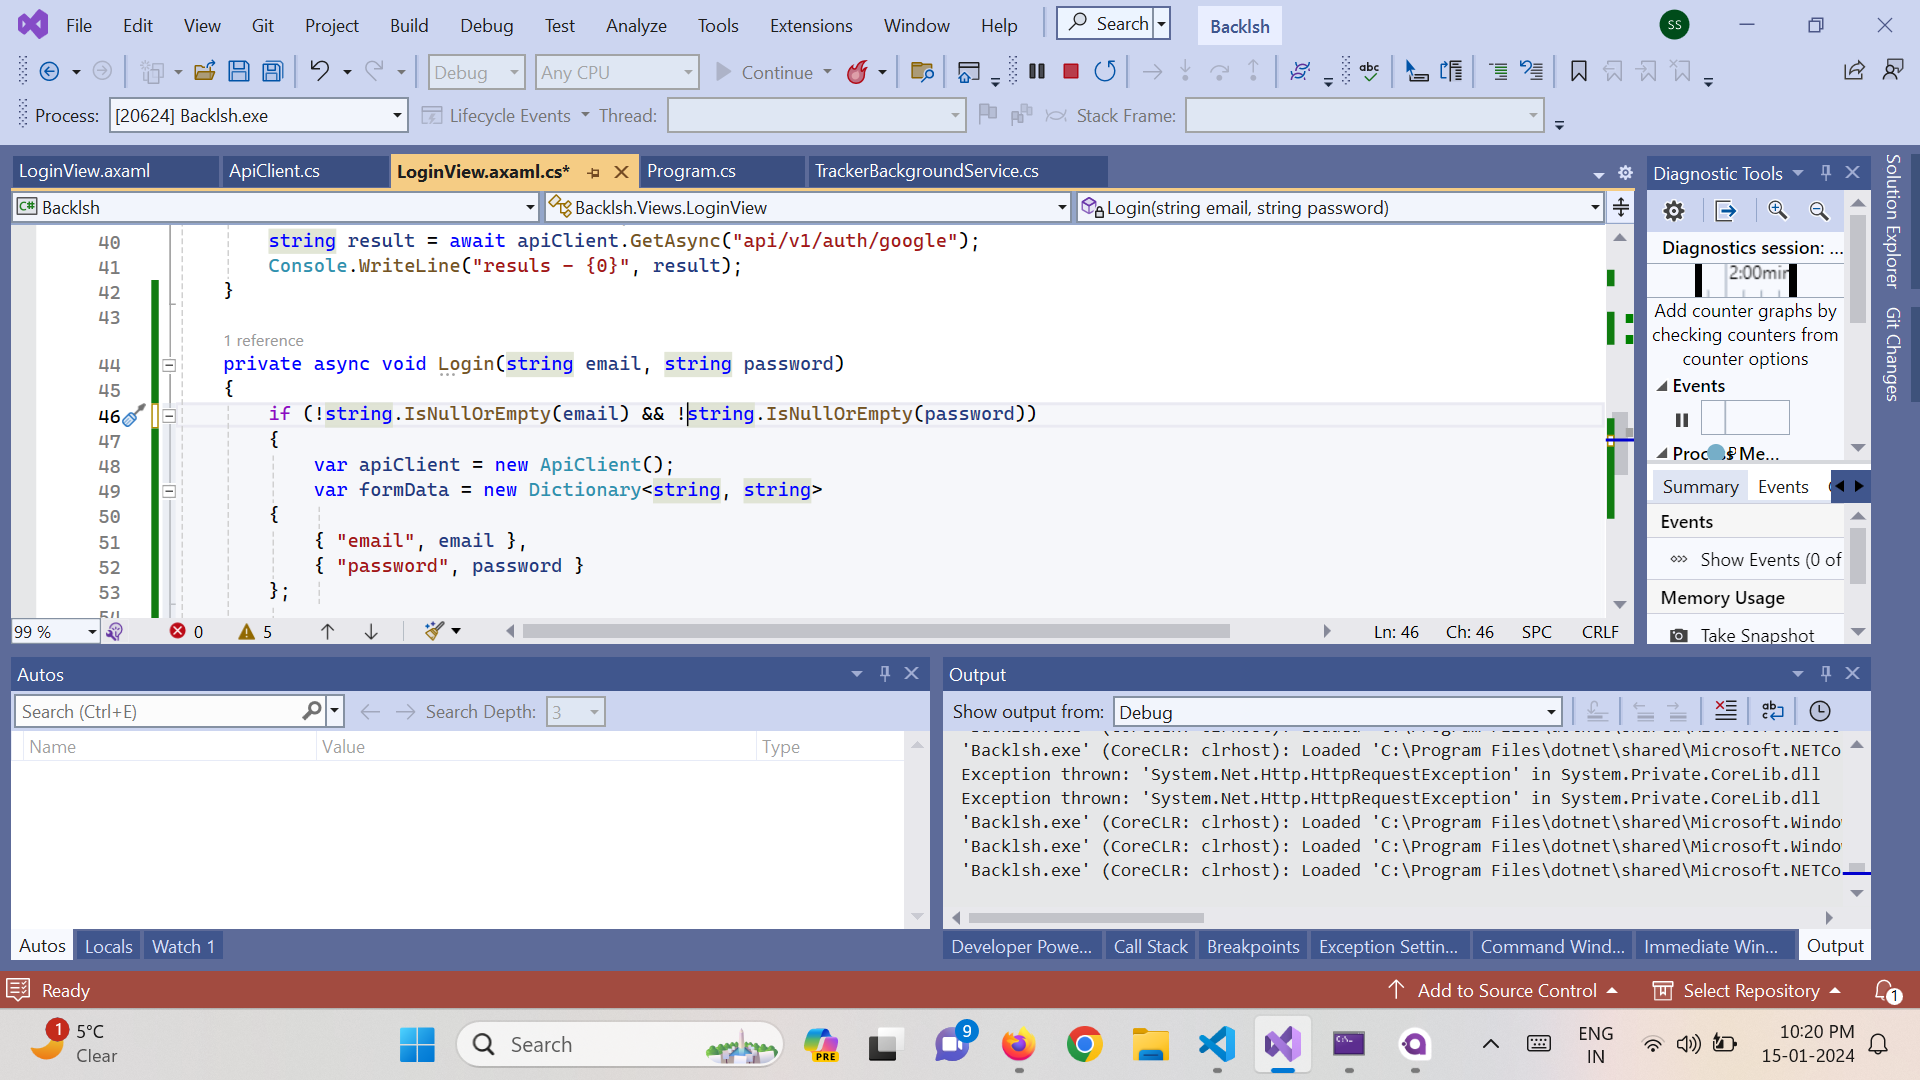 File Edit View Git Project Build Debug Test Analyze Tools Extensions Window Help Search Backlsh SS
Debug Any CPU Continue abc
Process: [20624] Backlsh.exe Lifecycle Events Thread: Stack Frame:
LoginView.axaml ApiClient.cs LoginView.axaml.cs* Program.cs TrackerBackgroundService.cs
C# Backlsh Backlsh.Views.LoginView Login(string email, string password)
40 string result = await apiClient.GetAsync("api/v1/auth/google");
41 Console.WriteLine("resuls - {0}", result);
42 }
43
1 reference
44 private async void Login(string email, string password)
45 {
46 if (!string.IsNullOrEmpty(email) && !string.IsNullOrEmpty(password))
47 {
48 var apiClient = new ApiClient();
49 var formData = new Dictionary<string, string>
50 {
51 { "email", email },
52 { "password", password }
53 };
54
99 % 0 5 Ln: 46 Ch: 46 SPC CRLF
Diagnostic Tools
Diagnostics session: ...
2:00min
Add counter graphs by
checking counters from
counter options
Events
Process Me...
Summary Events
Events
Show Events (0 of
Memory Usage
Take Snapshot
Solution Explorer
Git Changes
Autos
Search (Ctrl+E) Search Depth: 3
Name Value Type
Autos Locals Watch 1
Output
Show output from: Debug
'Backlsh.exe' (CoreCLR: clrhost): Loaded 'C:\Program Files\dotnet\shared\Microsoft.NETCo
Exception thrown: 'System.Net.Http.HttpRequestException' in System.Private.CoreLib.dll
Exception thrown: 'System.Net.Http.HttpRequestException' in System.Private.CoreLib.dll
'Backlsh.exe' (CoreCLR: clrhost): Loaded 'C:\Program Files\dotnet\shared\Microsoft.Windo
'Backlsh.exe' (CoreCLR: clrhost): Loaded 'C:\Program Files\dotnet\shared\Microsoft.Windo
'Backlsh.exe' (CoreCLR: clrhost): Loaded 'C:\Program Files\dotnet\shared\Microsoft.NETCo
Developer Powe... Call Stack Breakpoints Exception Settin... Command Wind... Immediate Win... Output
Ready Add to Source Control Select Repository 1
1 5°C
Clear
Search PRE 9
ENG
IN
10:20 PM
15-01-2024